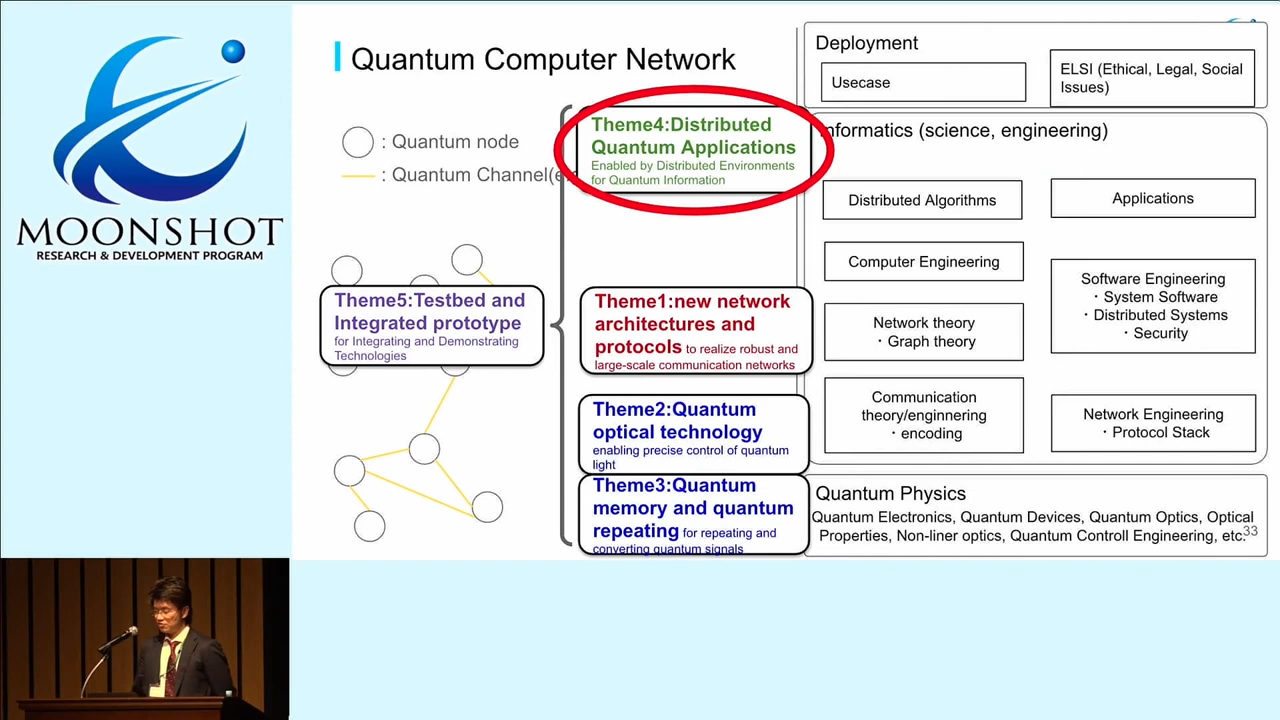 MOONSHOT
RESEARCH & DEVELOPMENT PROGRAM
Quantum Computer Network
: Quantum node
: Quantum Channel(e
Theme4:Distributed
Quantum Applications
Enabled by Distributed Environments
for Quantum Information
Theme5:Testbed and
Integrated prototype
for Integrating and Demonstrating
Technologies
Theme1:new network
architectures and
protocols to realize robust and
large-scale communication networks
Theme2:Quantum
optical technology
enabling precise control of quantum
light
Theme3:Quantum
memory and quantum
repeating for repeating and
converting quantum signals
Deployment
Usecase
ELSI (Ethical, Legal, Social
Issues)
Informatics (science, engineering)
Distributed Algorithms
Applications
Computer Engineering
Software Engineering
・System Software
・Distributed Systems
・Security
Network theory
・Graph theory
Communication
theory/enginnering
・encoding
Network Engineering
・Protocol Stack
Quantum Physics
Quantum Electronics, Quantum Devices, Quantum Optics, Optical
Properties, Non-liner optics, Quantum Controll Engineering, etc.
33